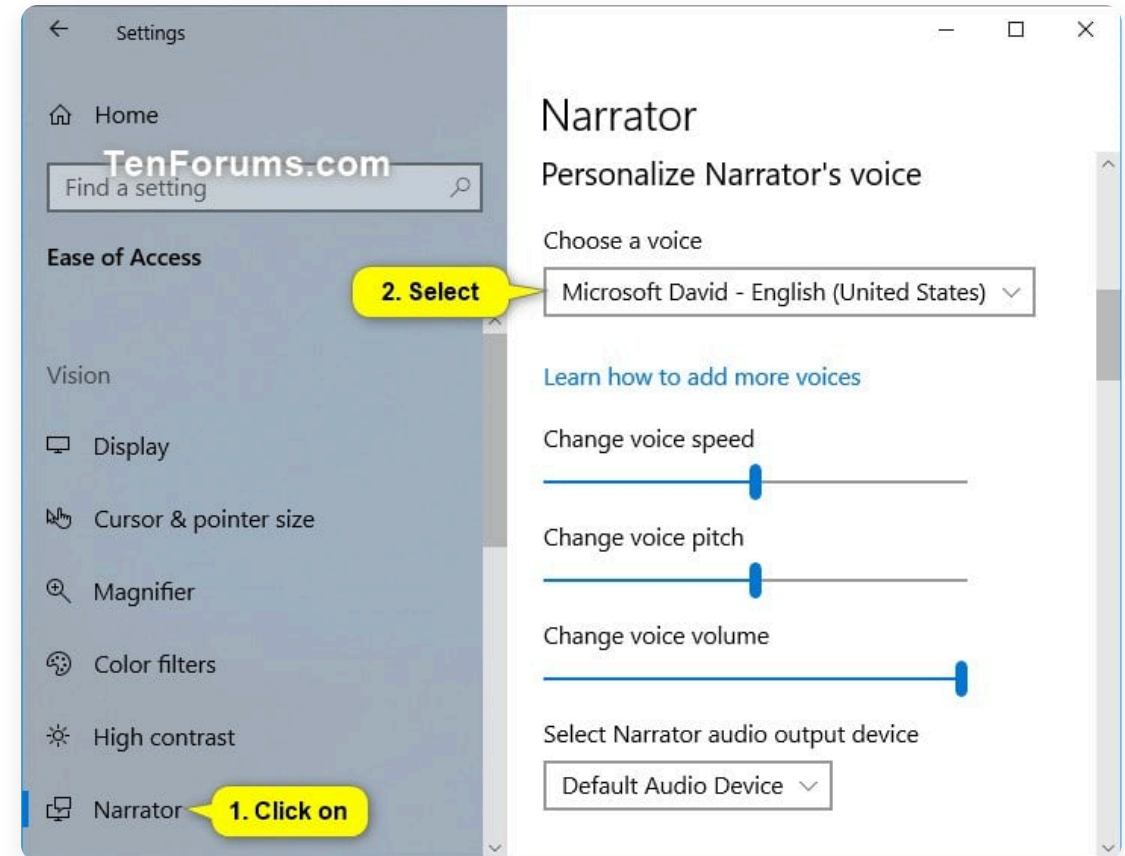 Settings
Home
TenForums.com
Find a setting
Ease of Access
Vision
Display
Cursor & pointer size
Magnifier
Color filters
High contrast
Narrator
1. Click on
Narrator
Personalize Narrator's voice
Choose a voice
2. Select
Microsoft David - English (United States)
Learn how to add more voices
Change voice speed
Change voice pitch
Change voice volume
Select Narrator audio output device
Default Audio Device